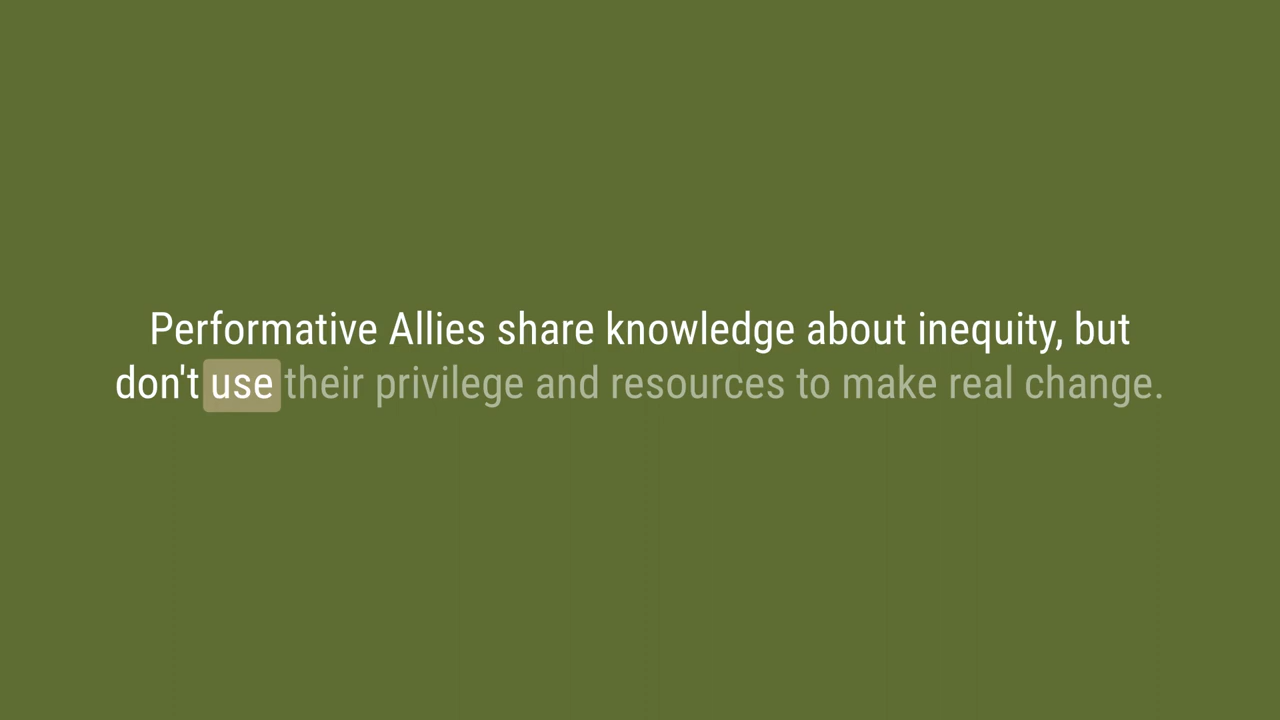 Performative Allies share knowledge about inequity, but
don't use their privilege and resources to make real change.